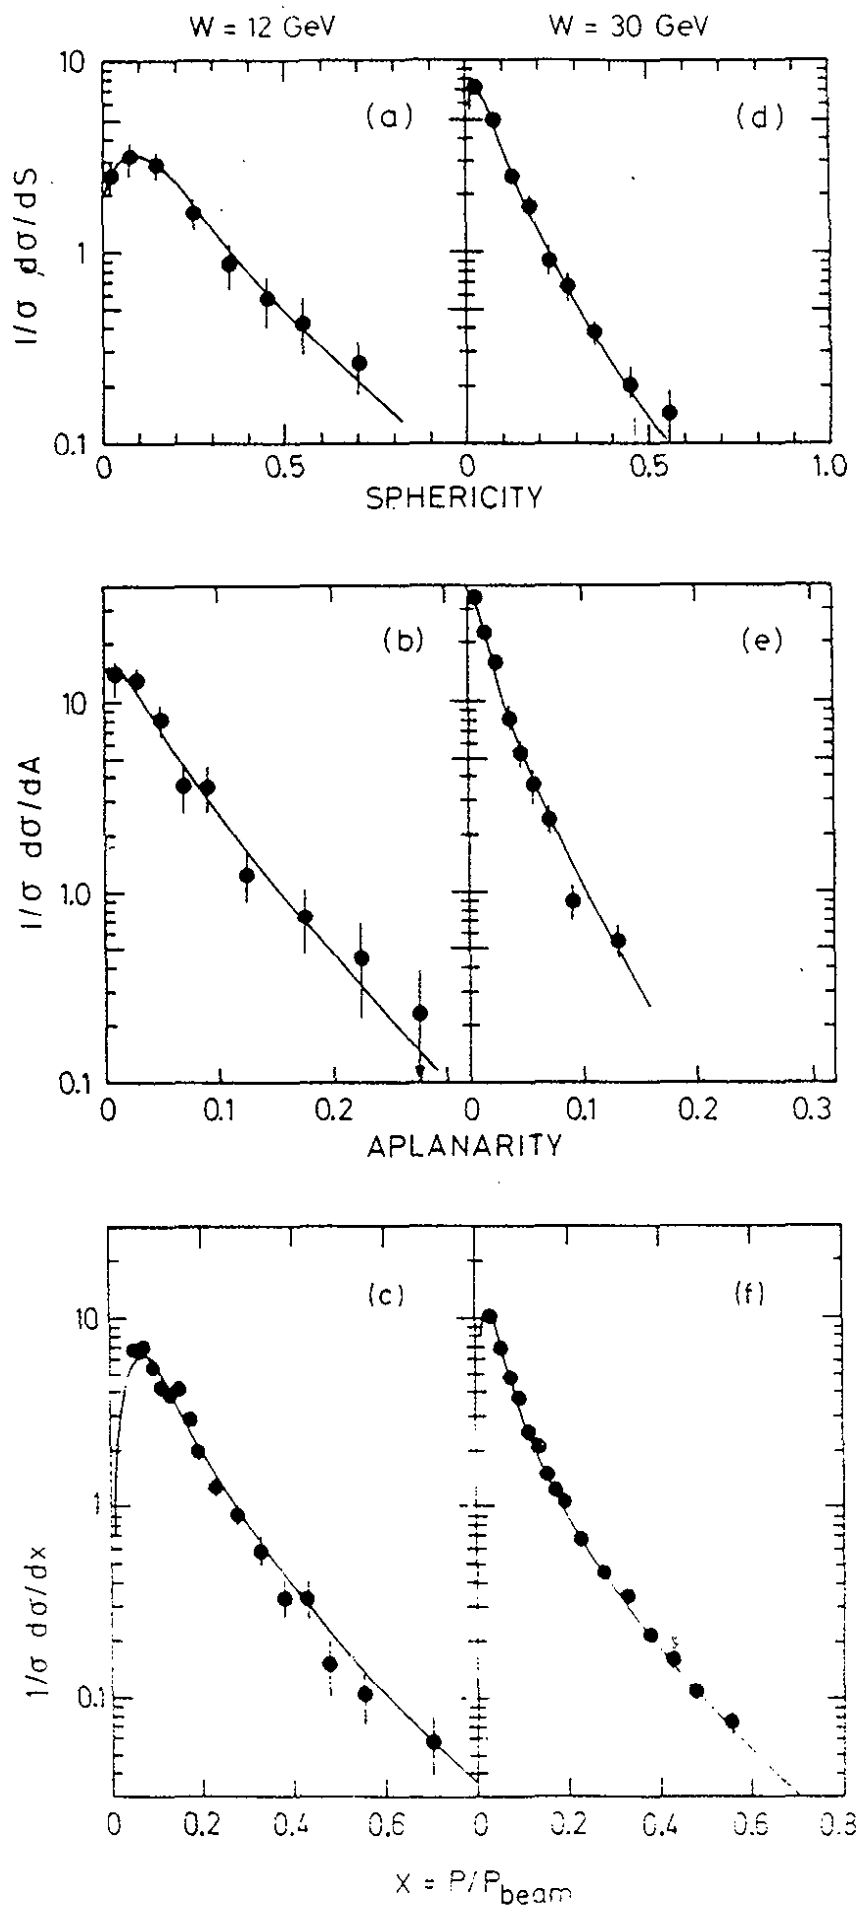 W = 12 GeV W = 30 GeV
(a) (d)
1/σ dσ/dS
10
1
0.1
0 0.5 0 0.5 1.0
SPHERICITY
(b) (e)
1/σ dσ/dA
10
1.0
0.1
0 0.1 0.2 0 0.1 0.2 0.3
APLANARITY
(c) (f)
1/σ dσ/dx
10
1
0.1
0 0.2 0.4 0.6 0 0.2 0.4 0.6 0.8
X = P/Pbeam